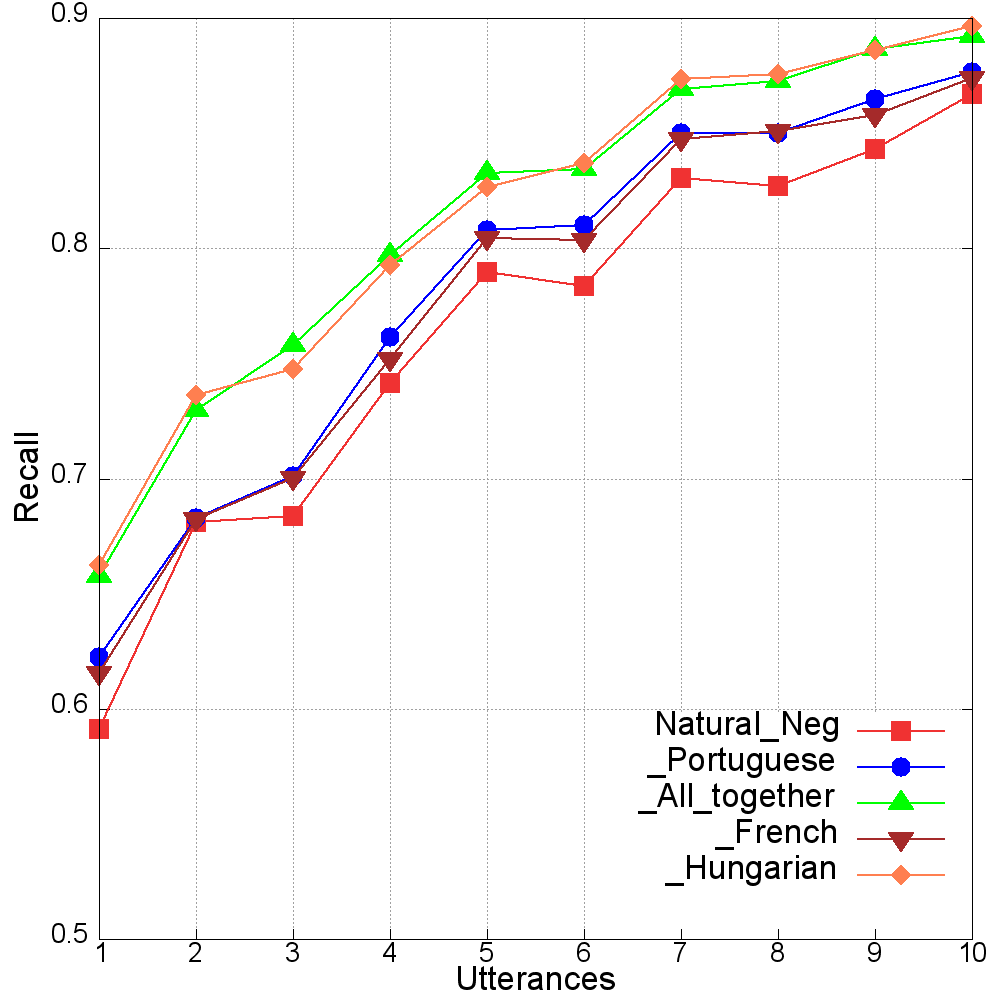 0.9
0.8
0.7
0.6
0.5
Recall
Natural_Neg
_Portuguese
_All_together
_French
_Hungarian
1 2 3 4 5 6 7 8 9 10
Utterances